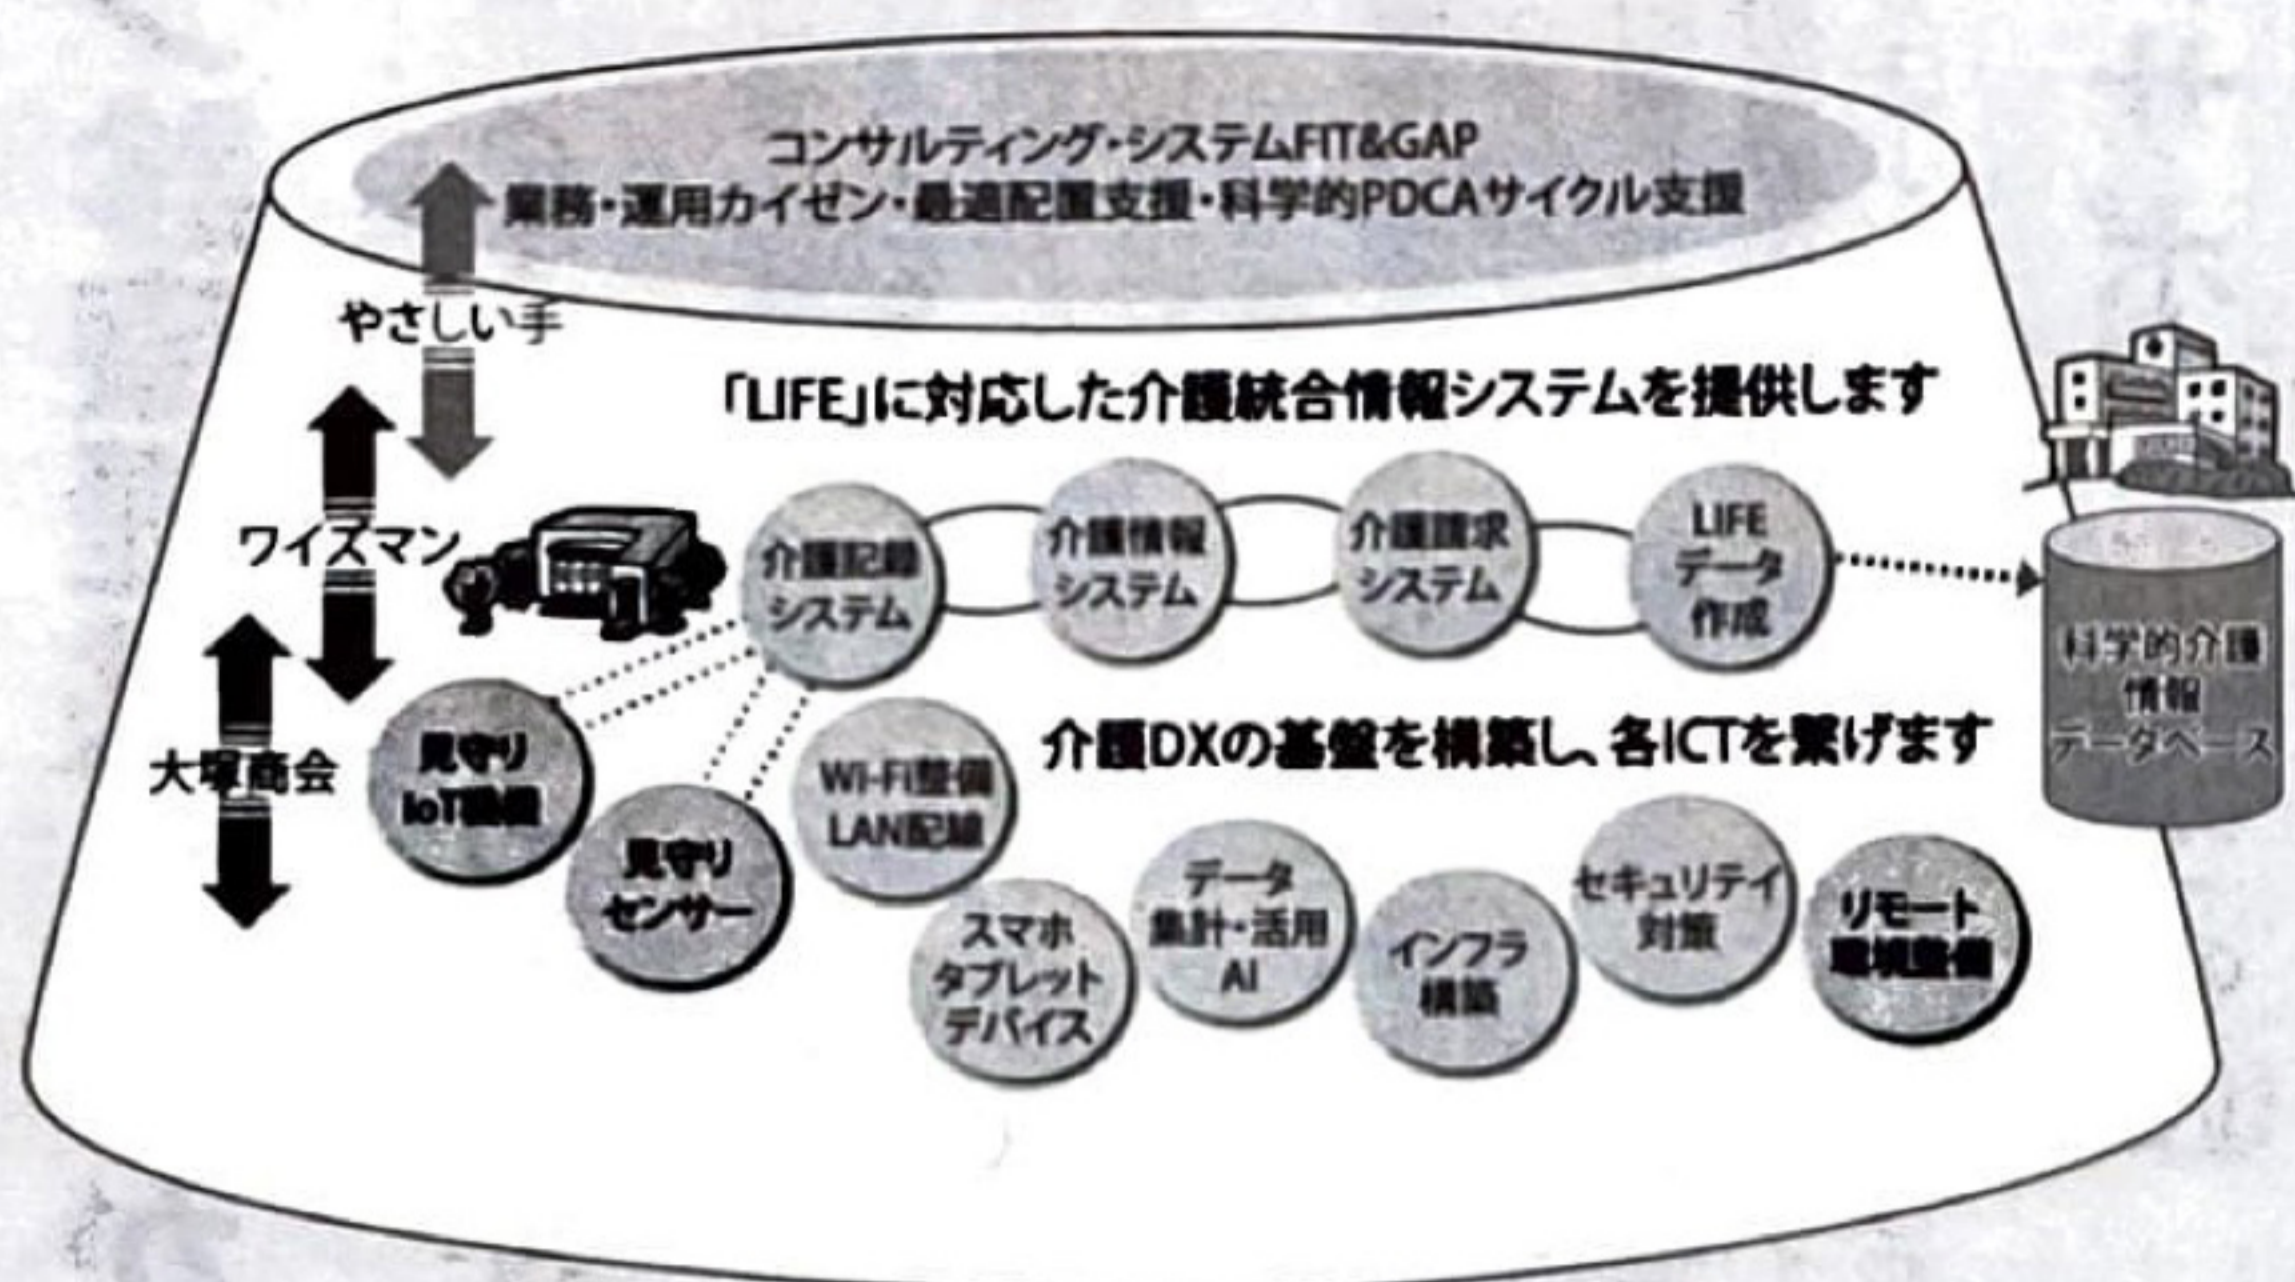 コンサルティング・システムFIT&GAP
業務・運用カイゼン・最適配置支援・科学的PDCAサイクル支援
やさしい手
「LIFE」に対応した介護統合情報システムを提供します
ワイズマン
介護記録
システム
介護情報
システム
介護請求
システム
LIFE
データ
作成
科学的介護
情報
データベース
大塚商会
見守り
IoT機器
見守り
センサー
Wi-Fi整備
LAN配線
介護DXの基盤を構築し、各ICTを繋げます
スマホ
タブレット
デバイス
データ
集計・活用
AI
インフラ
構築
セキュリティ
対策
リモート
環境整備